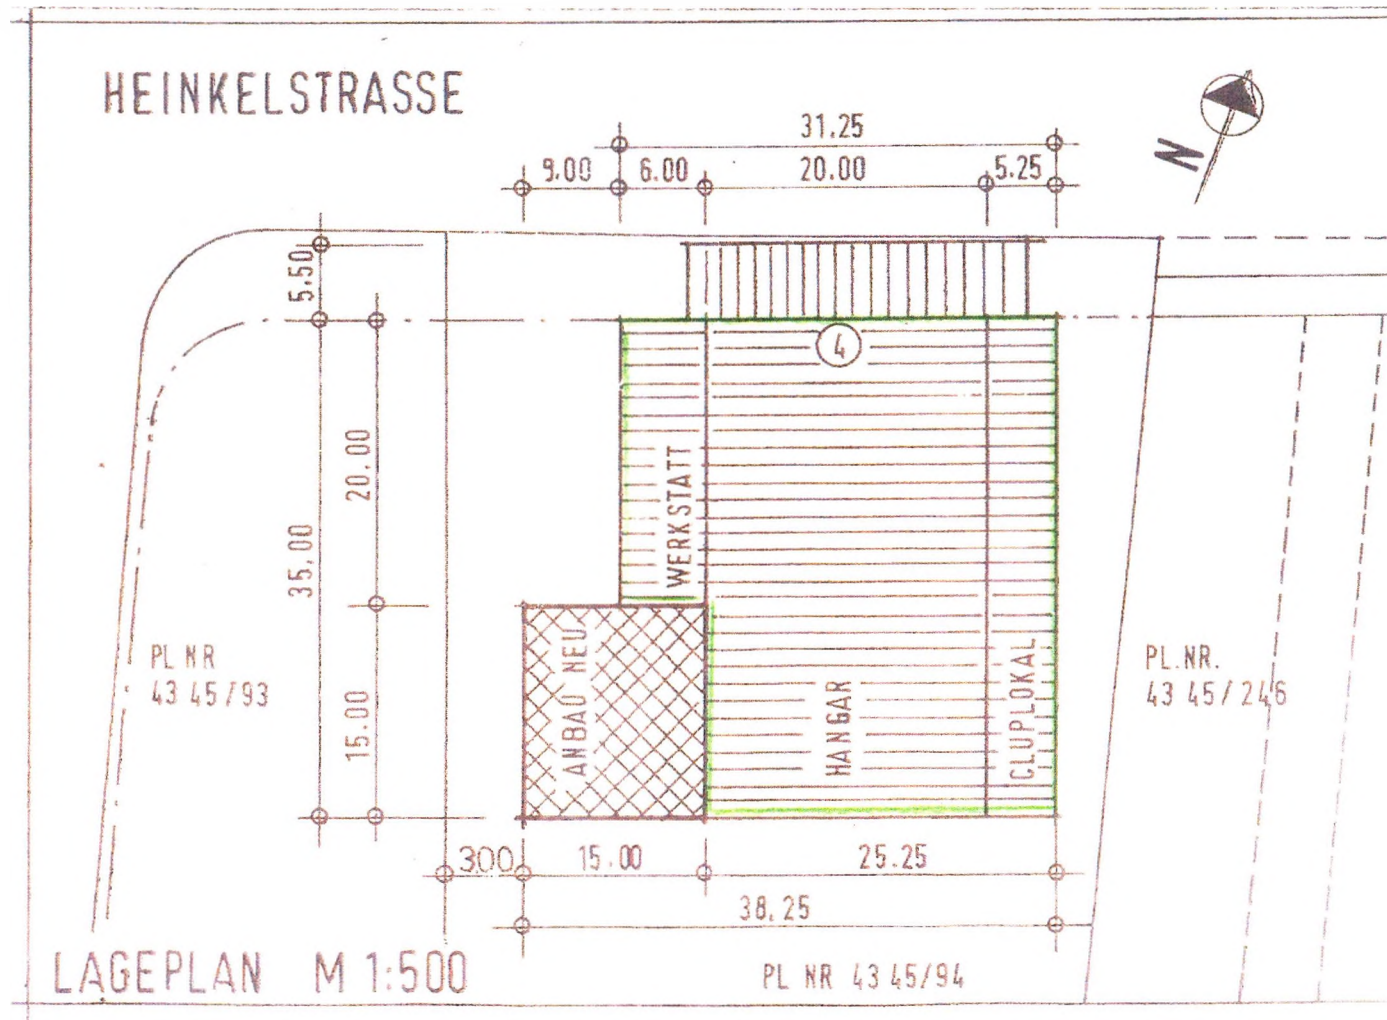 HEINKELSTRASSE
N
31.25
9.00 6.00 20.00 5.25
5.50
4
20.00
35.00
WERKSTATT
15.00
ANBAU NEU
HANGAR
CLUPLOKAL
PL NR
43 45/93
PL.NR.
43 45/246
3.00 15.00 25.25
38.25
LAGEPLAN M 1:500
PL NR 43 45/94